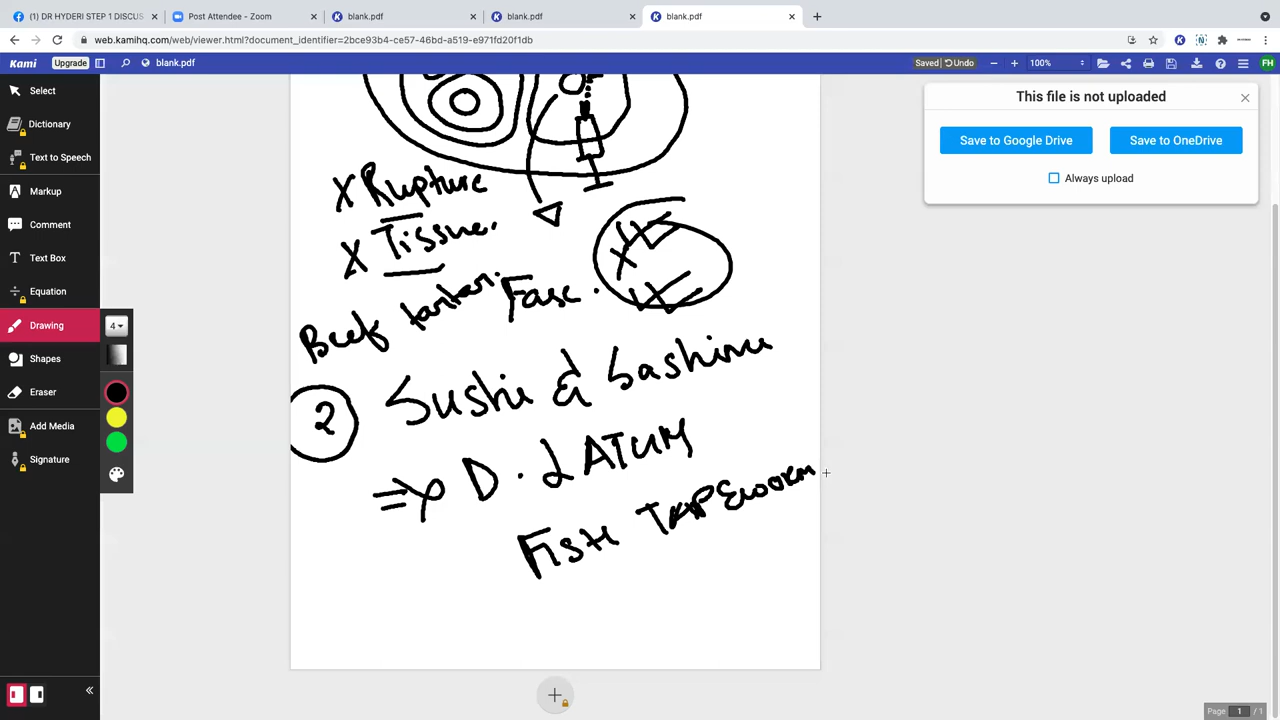 (1) DR HYDERI STEP 1 DISCUS
Post Attendee - Zoom
blank.pdf
blank.pdf
blank.pdf
web.kamihq.com/web/viewer.html?document_identifier=2bce93b4-ce57-46bd-a519-e971fd20f1db
Kami
Upgrade
blank.pdf
Saved
Undo
100%
FH
Select
Dictionary
Text to Speech
Markup
Comment
Text Box
Equation
Drawing
Shapes
Eraser
Add Media
Signature
4
This file is not uploaded
Save to Google Drive
Save to OneDrive
Always upload
X Rupture
X Tissue.
Beef
2 Sushi & Sashimi
=> D. LATUM
FISH TAPEWORM
Page 1 / 1